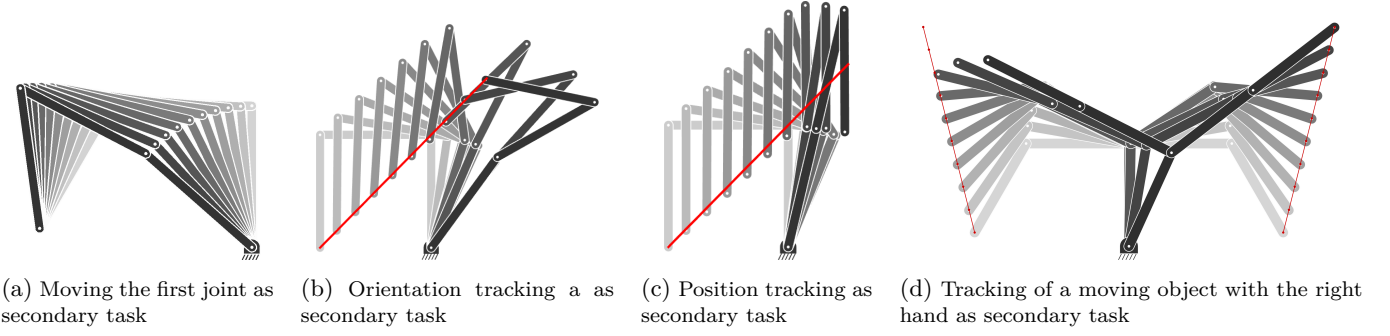 (a) Moving the first joint as
secondary task
(b) Orientation tracking a as
secondary task
(c) Position tracking as
secondary task
(d) Tracking of a moving object with the right
hand as secondary task